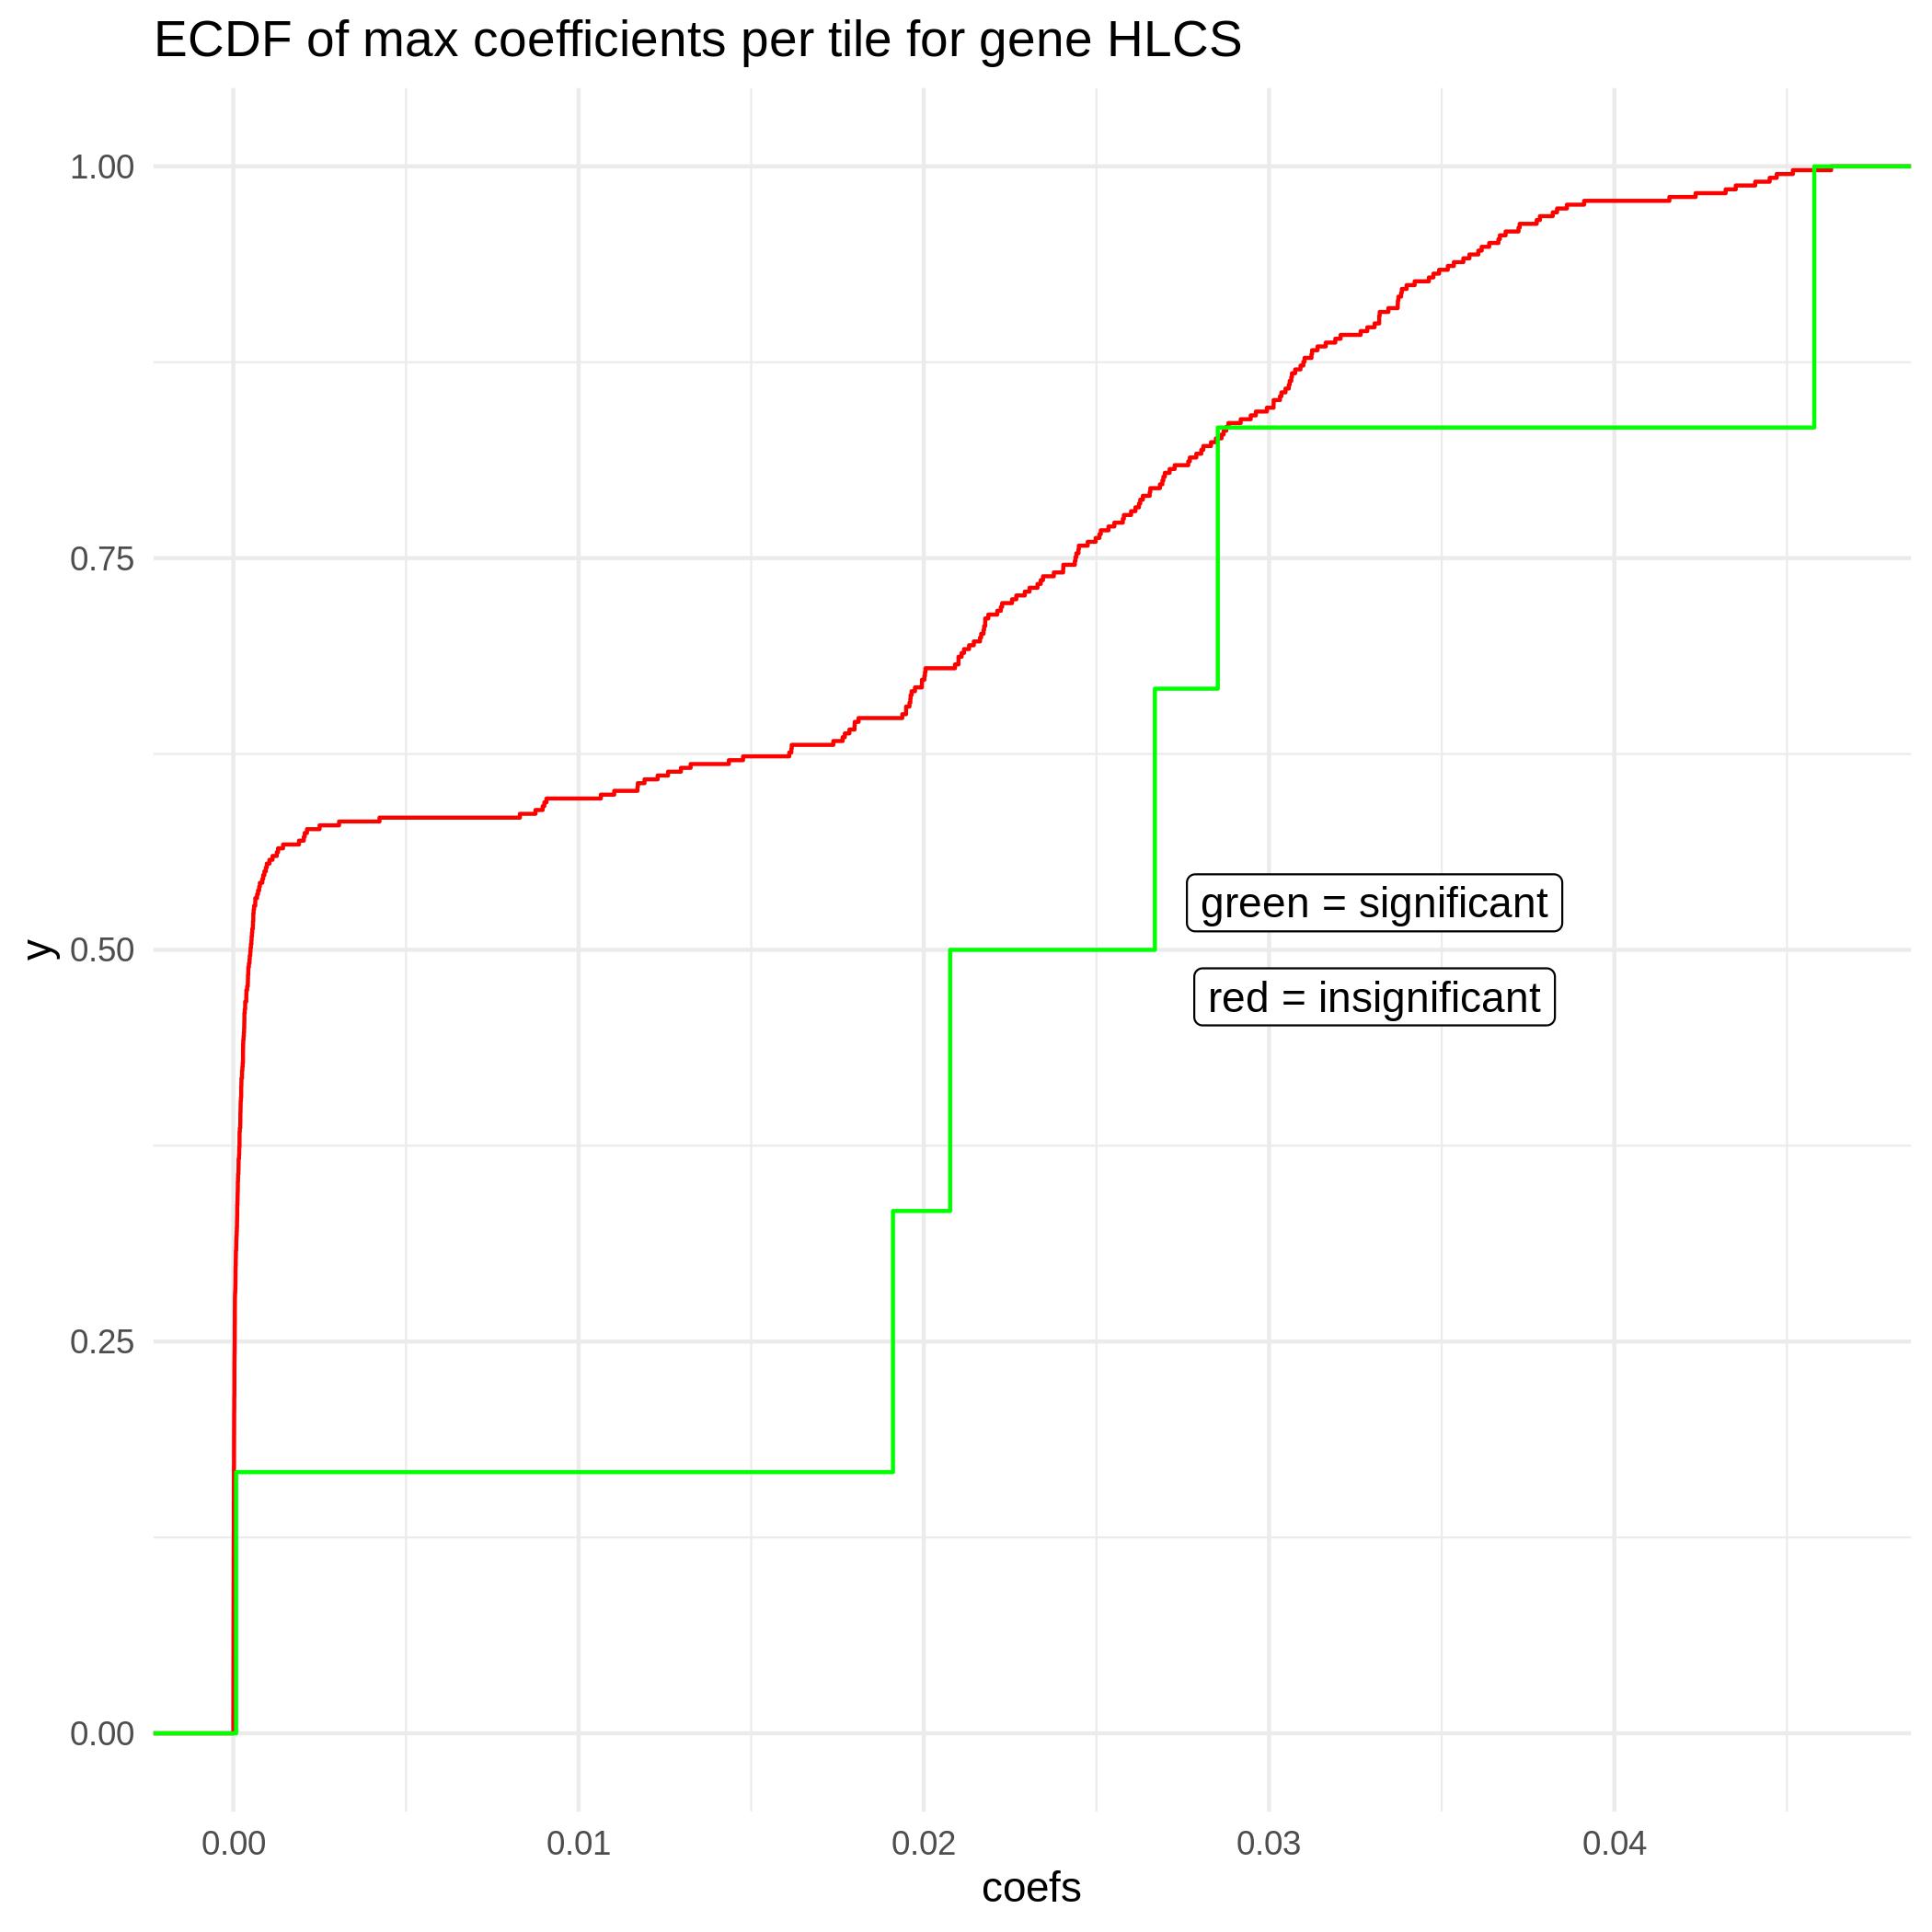 ECDF of max coefficients per tile for gene HLCS
1.00
0.75
0.50
0.25
0.00
y
green = significant
red = insignificant
0.00 0.01 0.02 0.03 0.04
coefs